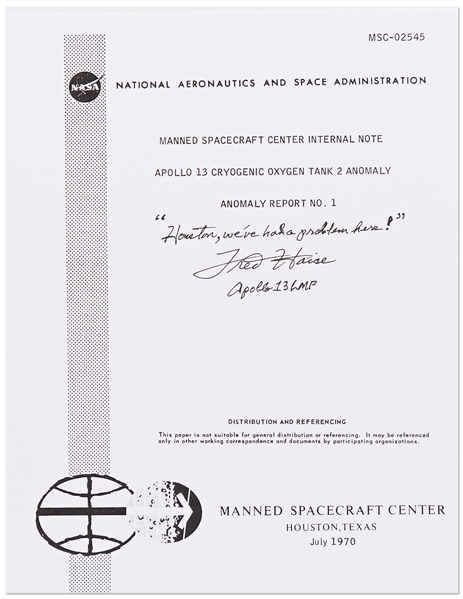 MSC-02545
NASA
NATIONAL AERONAUTICS AND SPACE ADMINISTRATION
MANNED SPACECRAFT CENTER INTERNAL NOTE
APOLLO 13 CRYOGENIC OXYGEN TANK 2 ANOMALY
ANOMALY REPORT NO. 1
"Houston, we've had a problem here!"
Fred Haise
Apollo 13 LMP
DISTRIBUTION AND REFERENCING
This paper is not suitable for general distribution or referencing. It may be referenced
only in other working correspondence and documents by participating organizations.
MANNED SPACECRAFT CENTER
HOUSTON, TEXAS
July 1970